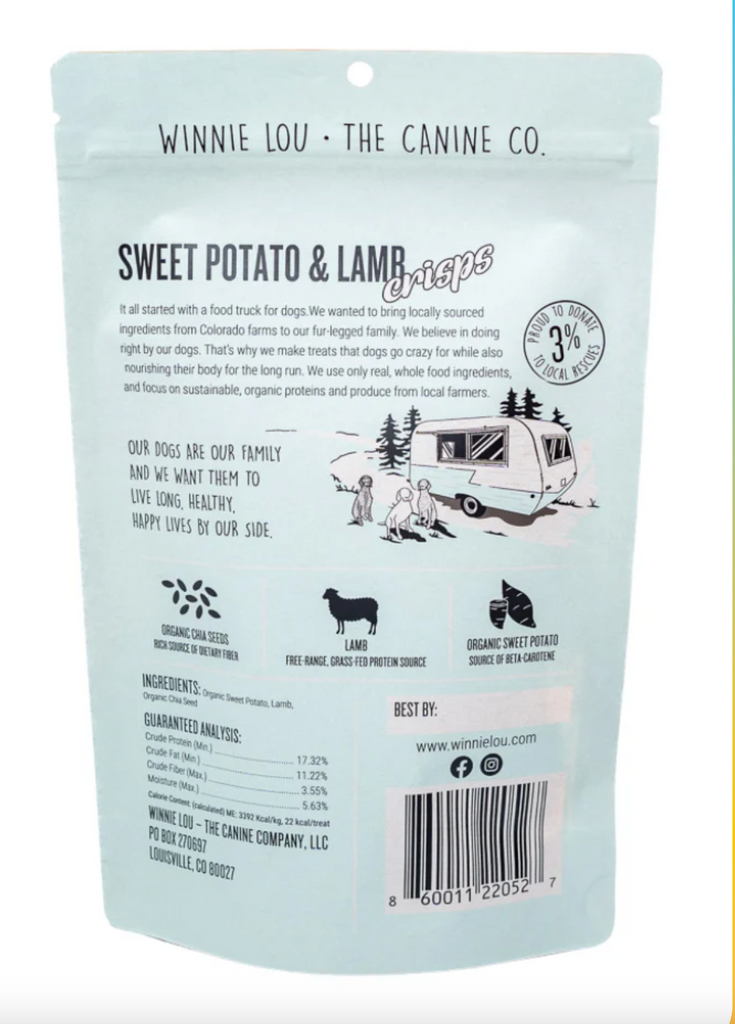 WINNIE LOU · THE CANINE CO.
SWEET POTATO & LAMB
crisps
It all started with a food truck for dogs.We wanted to bring locally sourced
ingredients from Colorado farms to our fur-legged family. We believe in doing
right by our dogs. That's why we make treats that dogs go crazy for while also
nourishing their body for the long run. We use only real, whole food ingredients,
and focus on sustainable, organic proteins and produce from local farmers.
PROUD TO DONATE
3%
TO LOCAL RESCUES
OUR DOGS ARE OUR FAMILY
AND WE WANT THEM TO
LIVE LONG, HEALTHY,
HAPPY LIVES BY OUR SIDE.
ORGANIC CHIA SEEDS
RICH SOURCE OF DIETARY FIBER
LAMB
FREE-RANGE, GRASS-FED PROTEIN SOURCE
ORGANIC SWEET POTATO
SOURCE OF BETA-CAROTENE
INGREDIENTS: Organic Sweet Potato, Lamb,
Organic Chia Seed
GUARANTEED ANALYSIS:
Crude Protein (Min.) 17.32%
Crude Fat (Min.) 11.22%
Crude Fiber (Max.) 3.55%
Moisture (Max.) 5.63%
Calorie Content: (calculated) ME: 3392 Kcal/kg, 22 kcal/treat
WINNIE LOU – THE CANINE COMPANY, LLC
PO BOX 270697
LOUISVILLE, CO 80027
BEST BY:
www.winnielou.com
8 60011 22052 7